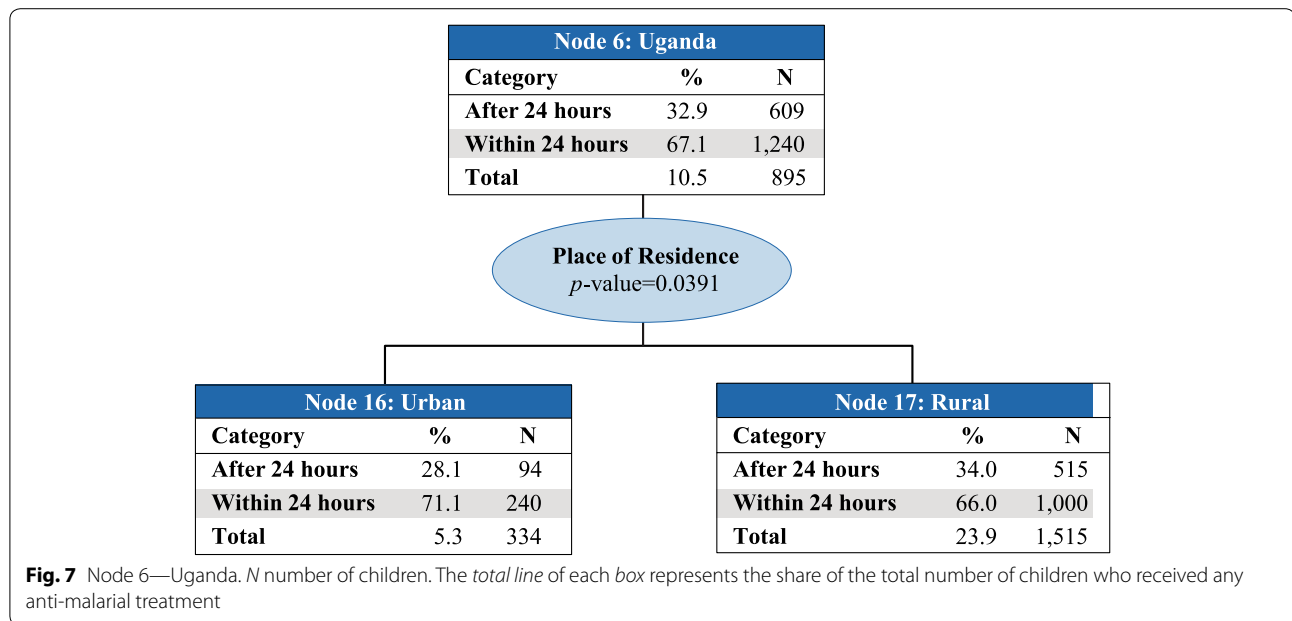 Node 6: Uganda
Category % N
After 24 hours 32.9 609
Within 24 hours 67.1 1,240
Total 10.5 895
Place of Residence
p-value=0.0391
Node 16: Urban
Category % N
After 24 hours 28.1 94
Within 24 hours 71.1 240
Total 5.3 334
Node 17: Rural
Category % N
After 24 hours 34.0 515
Within 24 hours 66.0 1,000
Total 23.9 1,515
Fig. 7 Node 6—Uganda. N number of children. The total line of each box represents the share of the total number of children who received any
anti-malarial treatment